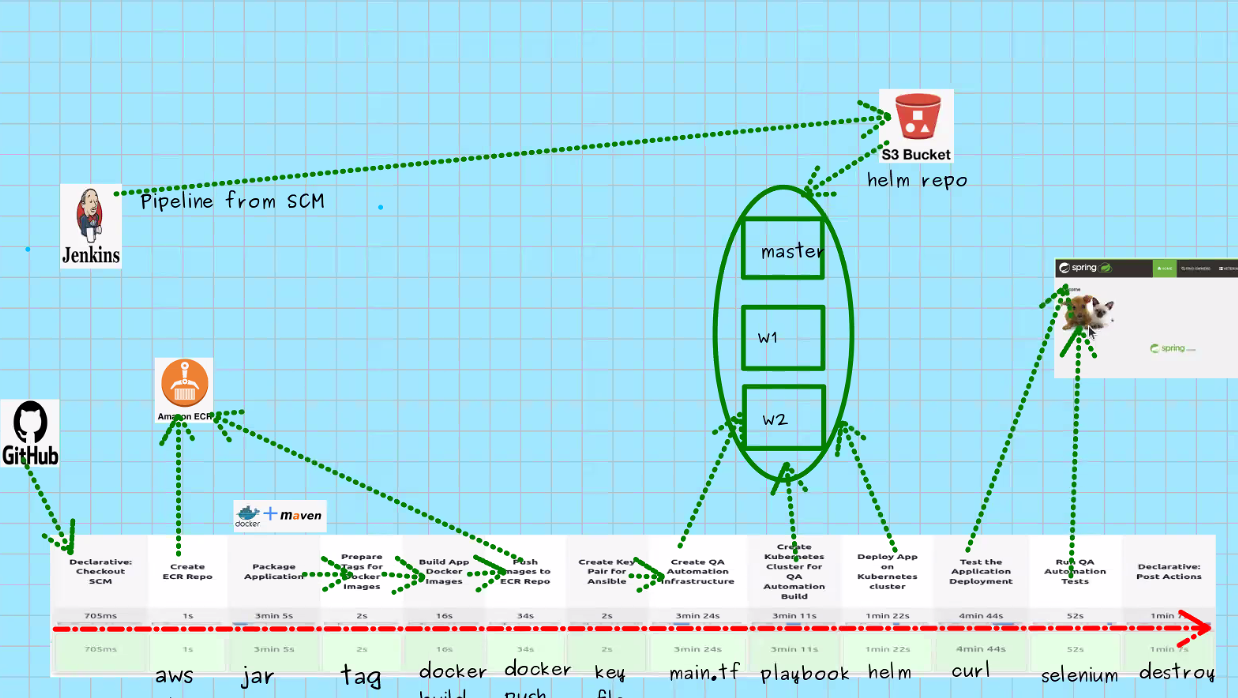 S3 Bucket
helm repo
Jenkins
Pipeline from SCM
master
spring
w1
spring
Amazon ECR
w2
GitHub
docker + maven
Declarative:
Checkout
SCM
Create
ECR Repo
Package
Application
Prepare
Tags for
Docker
Images
Build App
Docker
Images
Push
Images to
ECR Repo
Create Key
Pair for
Ansible
Create QA
Automation
Infrastructure
Create
Kubernetes
Cluster for
QA
Automation
Build
Deploy App
on
Kubernetes
cluster
Test the
Application
Deployment
Run QA
Automation
Tests
Declarative:
Post Actions
705ms 1s 3min 5s 2s 16s 34s 2s 3min 24s 3min 11s 1min 22s 4min 44s 52s 1min
705ms 1s 3min 5s 2s 16s 34s 2s 3min 24s 3min 11s 1min 22s 4min 44s 52s 1min 7s
aws jar tag docker docker key main.tf playbook helm curl selenium destroy